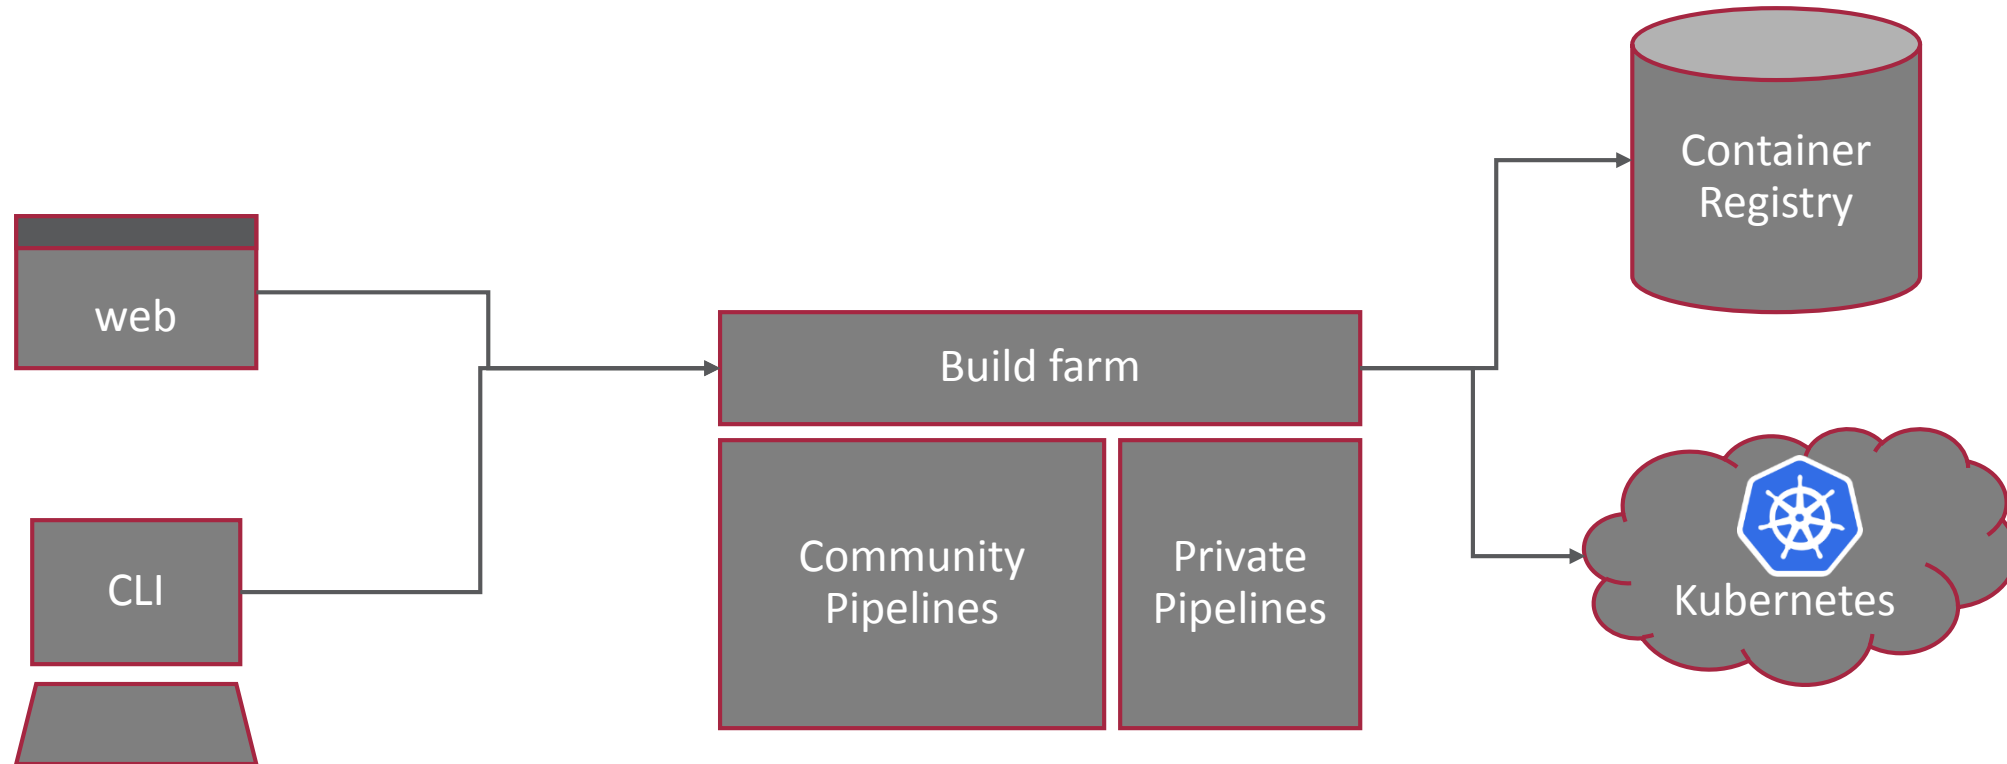 web
CLI
Build farm
Community
Pipelines
Private
Pipelines
Container
Registry
Kubernetes